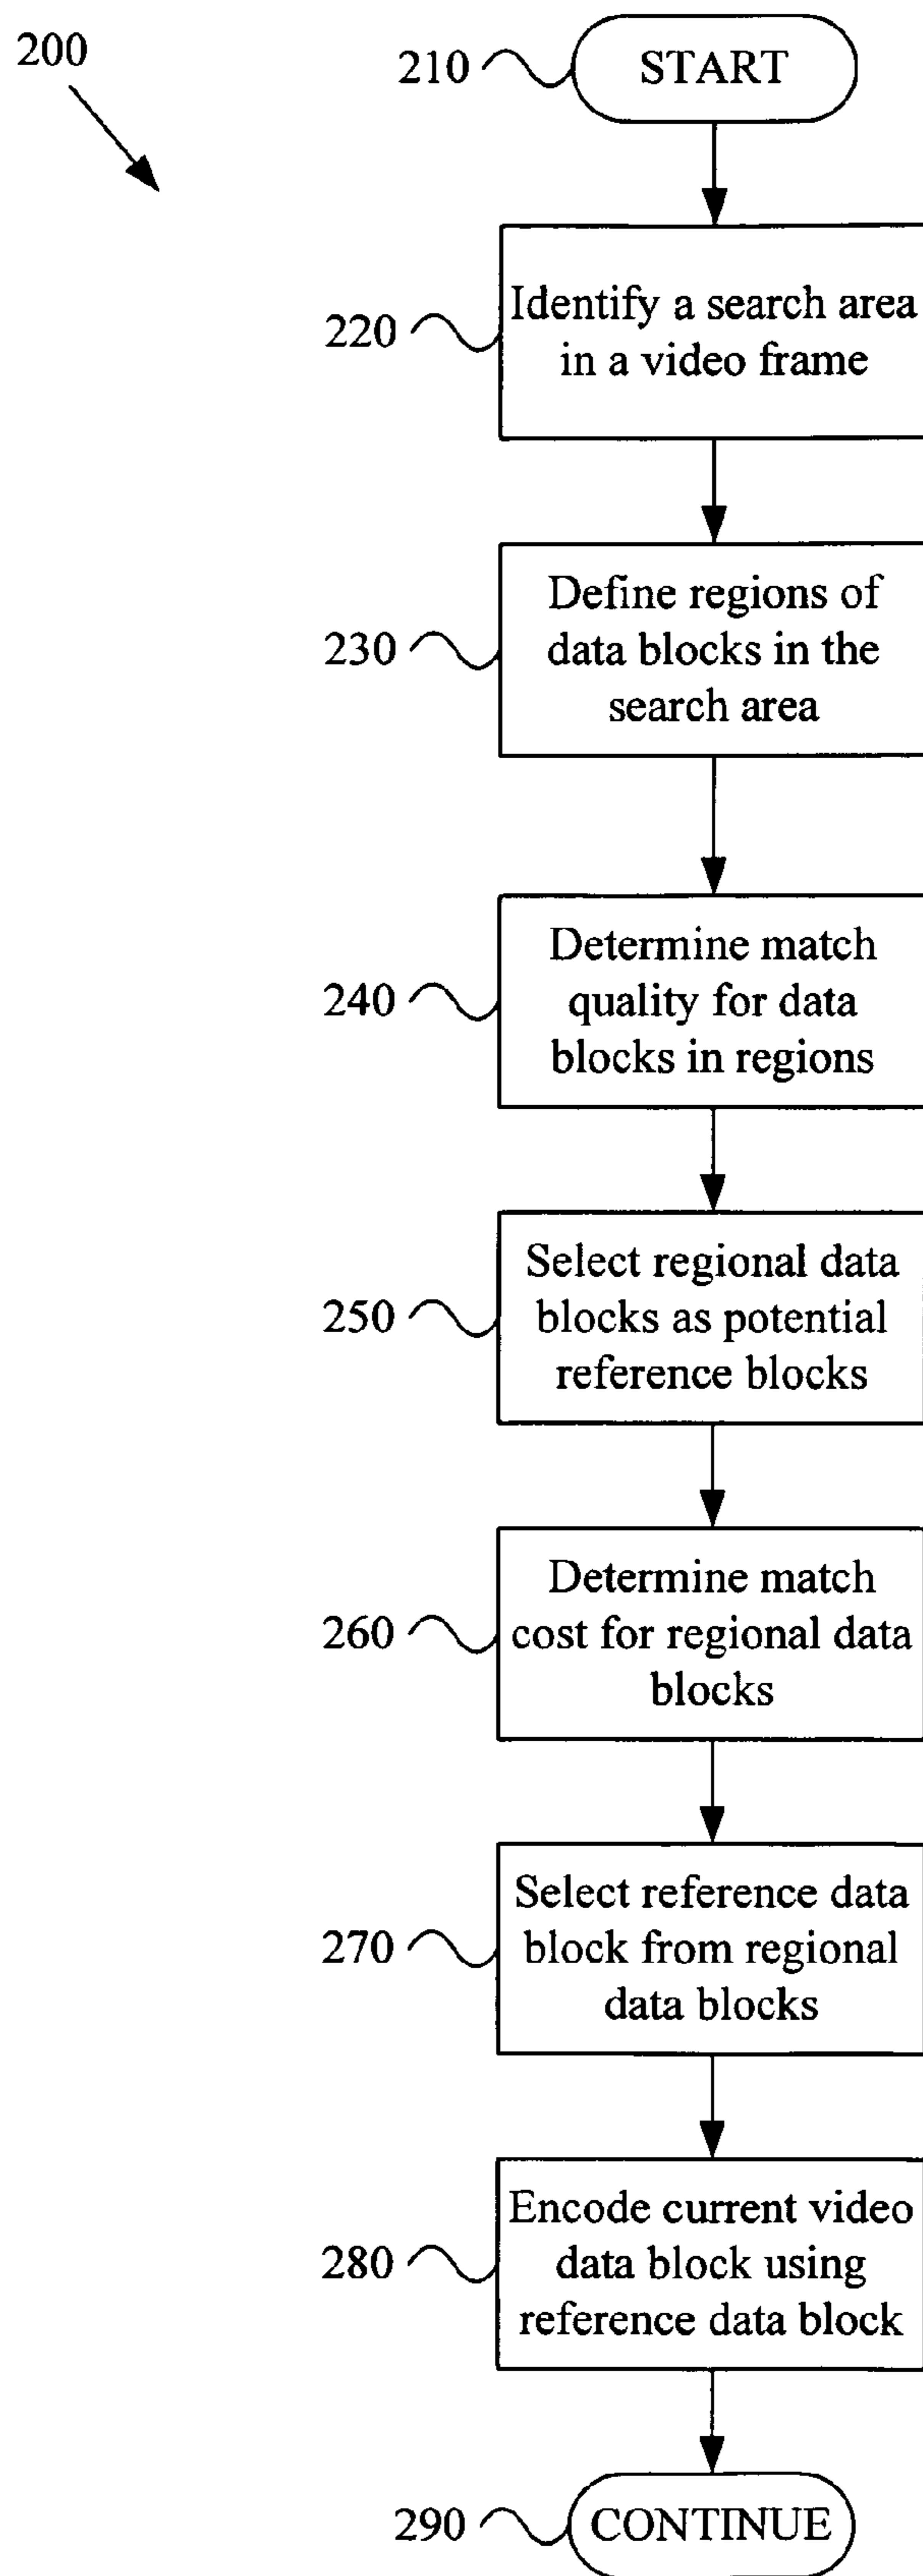 200
210
START
220
Identify a search area
in a video frame
230
Define regions of
data blocks in the
search area
240
Determine match
quality for data
blocks in regions
250
Select regional data
blocks as potential
reference blocks
260
Determine match
cost for regional data
blocks
270
Select reference data
block from regional
data blocks
280
Encode current video
data block using
reference data block
290
CONTINUE